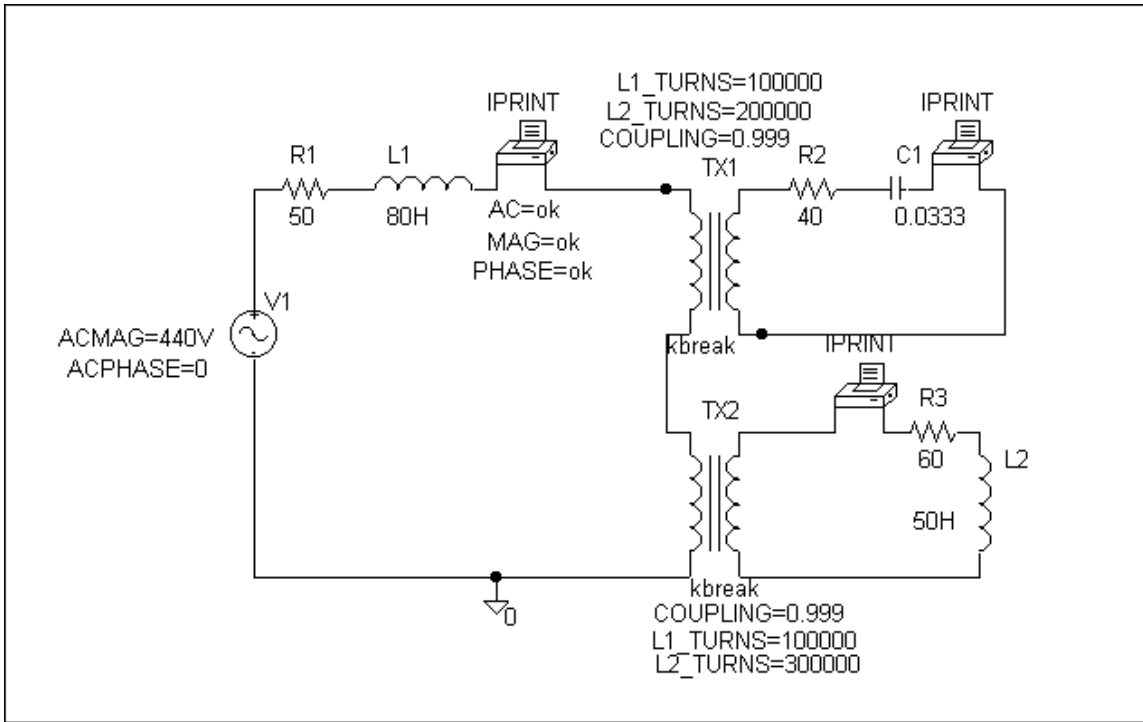 L1_TURNS=100000
L2_TURNS=200000
COUPLING=0.999
IPRINT
IPRINT
R1
L1
TX1
R2
C1
50
80H
AC=ok
MAG=ok
PHASE=ok
40
0.0333
V1
ACMAG=440V
ACPHASE=0
kbreak
IPRINT
TX2
R3
60
L2
50H
kbreak
0
COUPLING=0.999
L1_TURNS=100000
L2_TURNS=300000